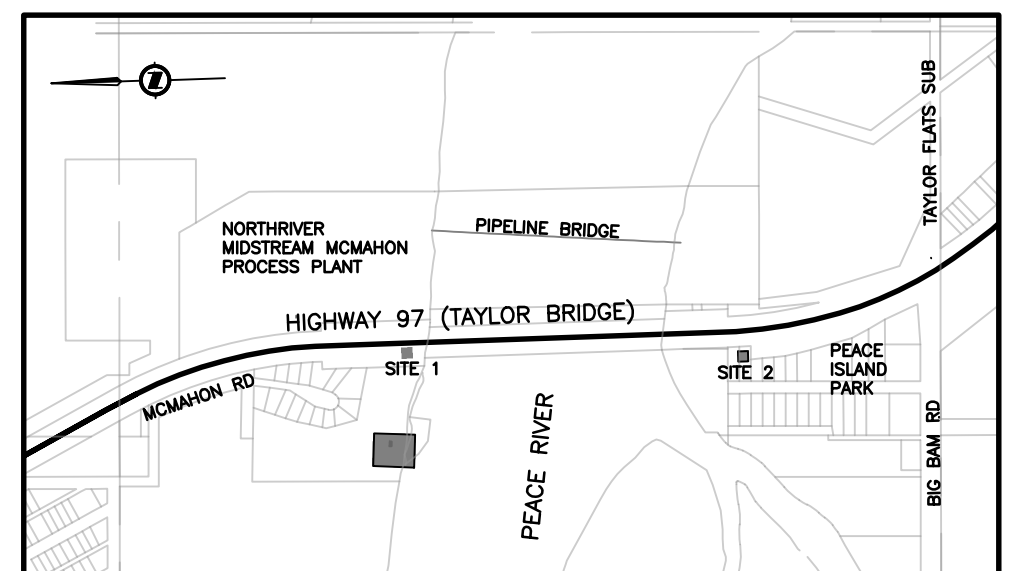 TAYLOR FLATS SUB
Z
NORTHRIVER
MIDSTREAM MCMAHON
PROCESS PLANT
PIPELINE BRIDGE
HIGHWAY 97 (TAYLOR BRIDGE)
SITE 1
SITE 2
PEACE
ISLAND
PARK
MCMAHON RD
PEACE RIVER
BIG BAM RD